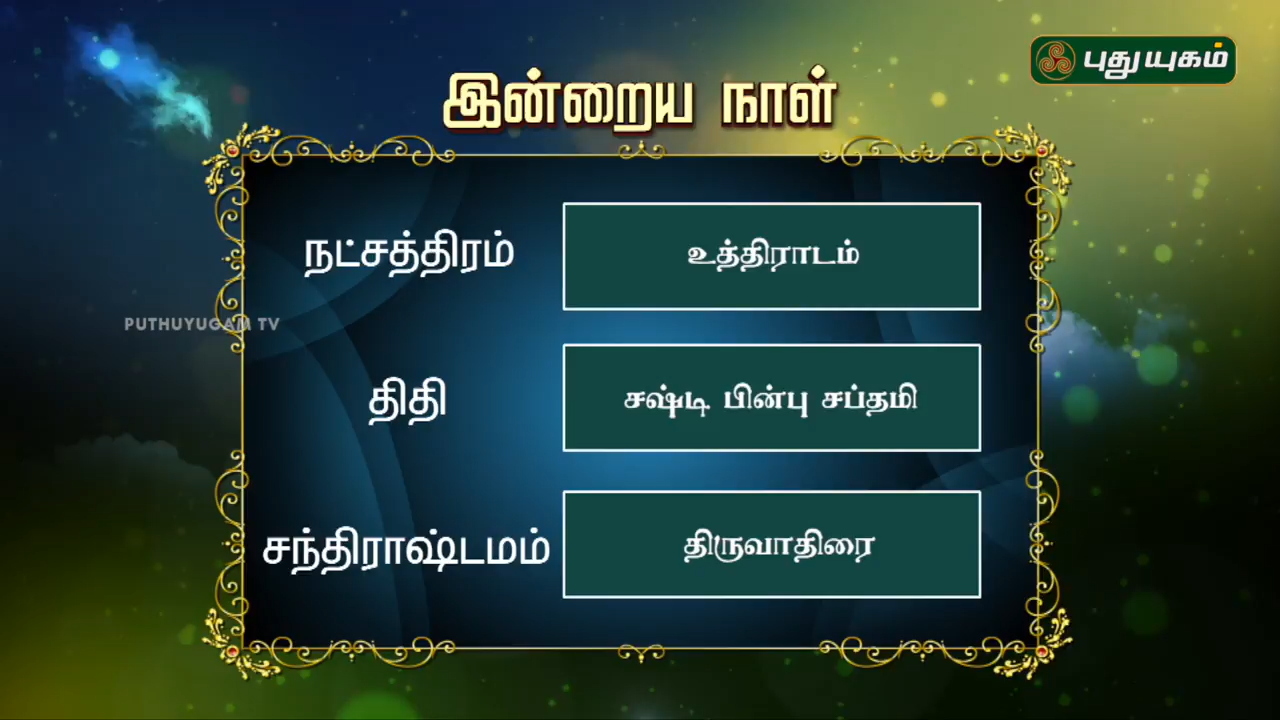 புதுயுகம்
இன்றைய நாள்
நட்சத்திரம்
உத்திராடம்
PUTHUYUGAM TV
திதி
சஷ்டி பின்பு சப்தமி
சந்திராஷ்டமம்
திருவாதிரை